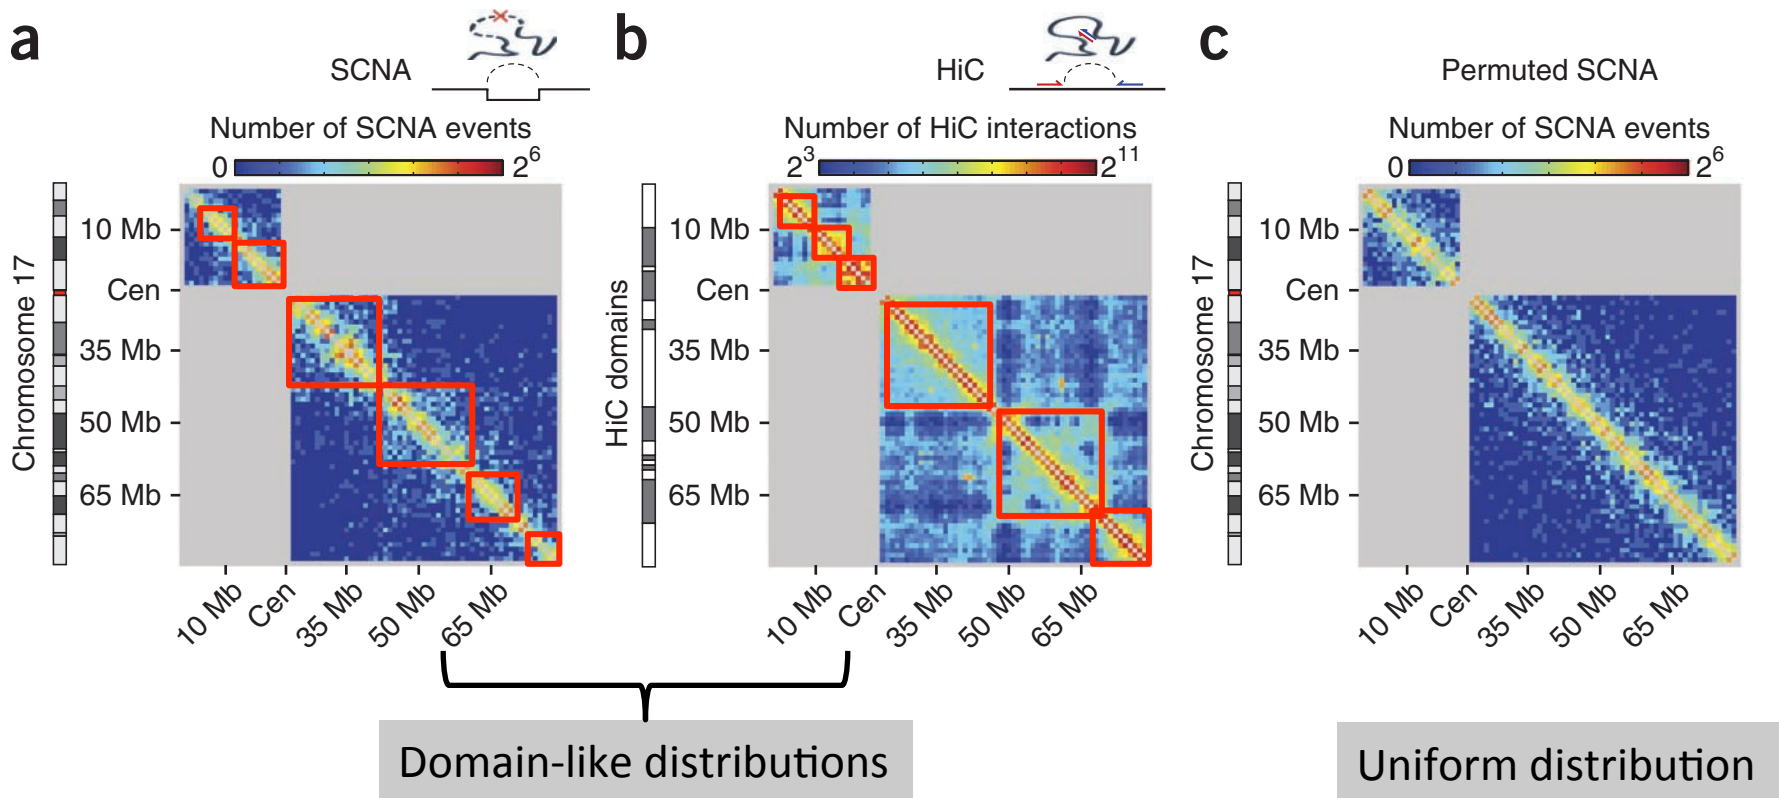 a
SCNA
Number of SCNA events
0
2^6
Chromosome 17
10 Mb
Cen
35 Mb
50 Mb
65 Mb
10 Mb
Cen
35 Mb
50 Mb
65 Mb
b
HiC
Number of HiC interactions
2^3
2^11
HiC domains
10 Mb
Cen
35 Mb
50 Mb
65 Mb
10 Mb
Cen
35 Mb
50 Mb
65 Mb
c
Permuted SCNA
Number of SCNA events
0
2^6
Chromosome 17
10 Mb
Cen
35 Mb
50 Mb
65 Mb
10 Mb
Cen
35 Mb
50 Mb
65 Mb
Domain-like distributions
Uniform distribution